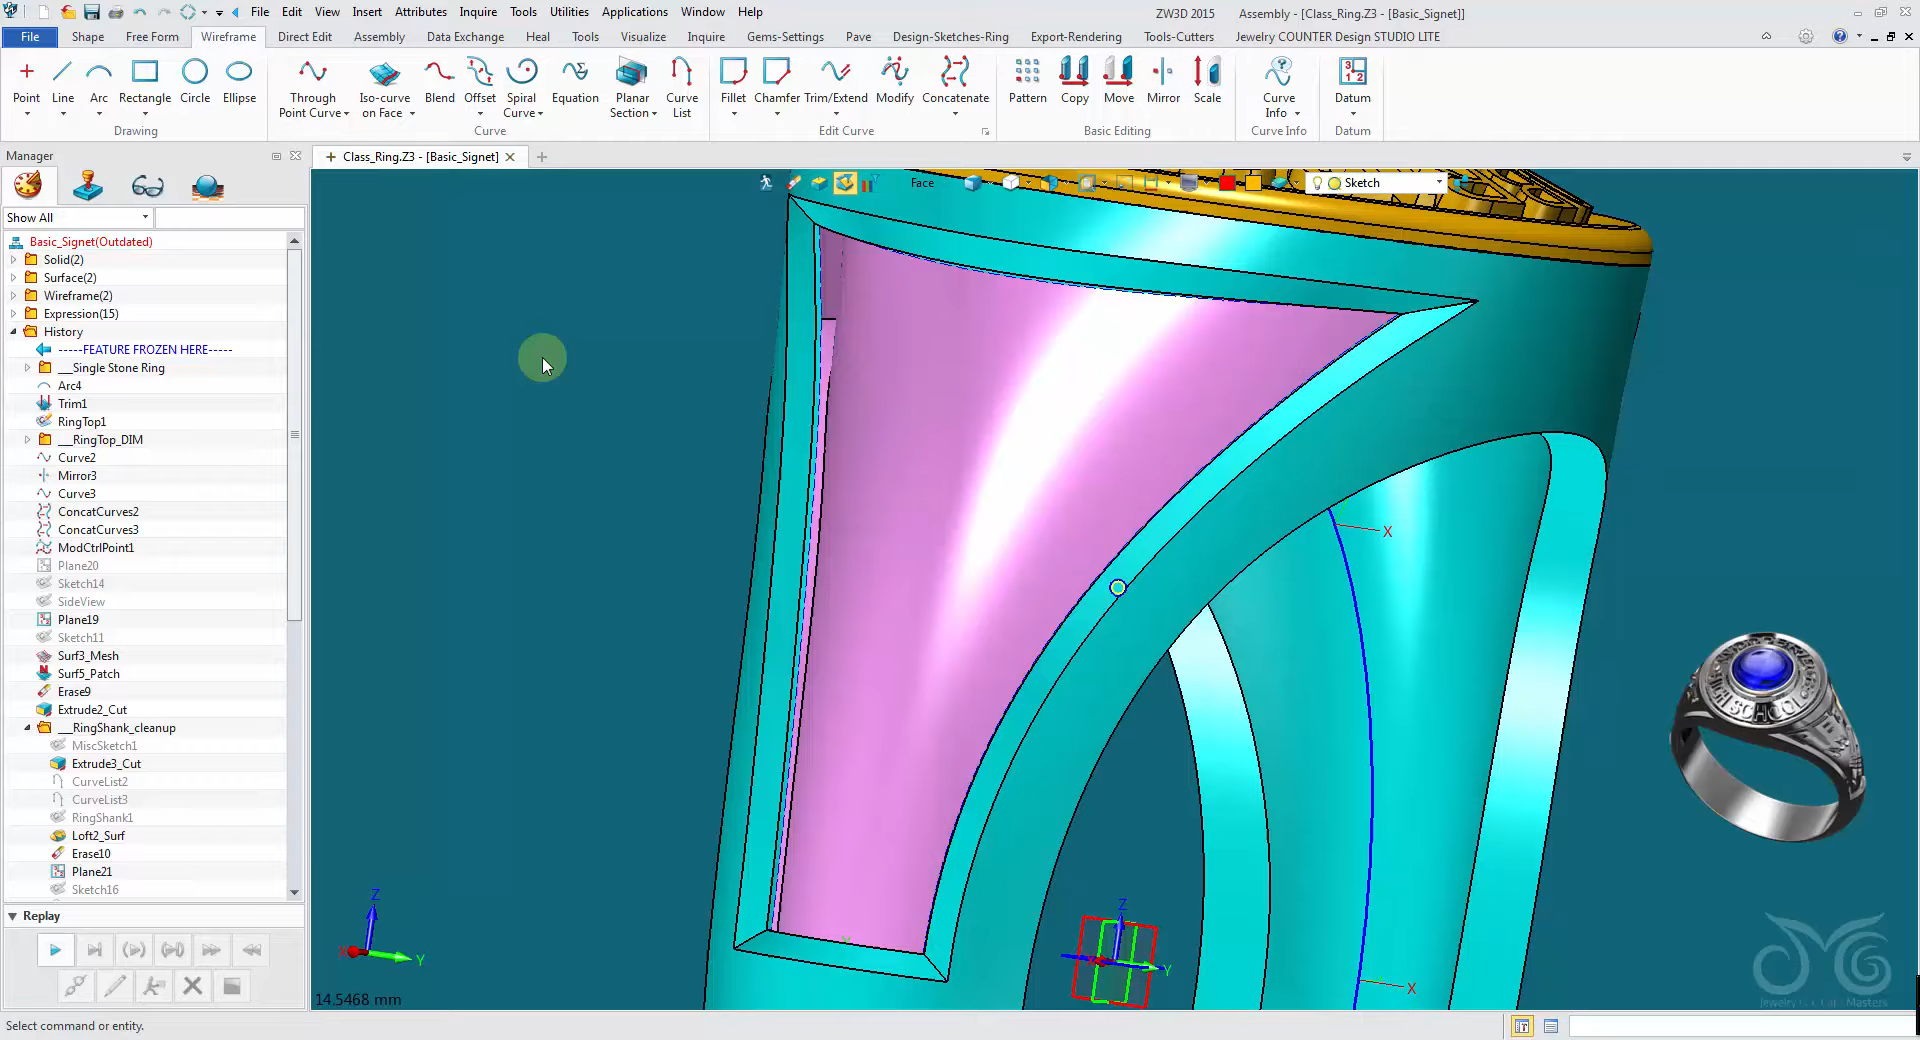 File Edit View Insert Attributes Inquire Tools Utilities Applications Window Help
ZW3D 2015 Assembly - [Class_Ring.Z3 - [Basic_Signet]]
File Shape Free Form Wireframe Direct Edit Assembly Data Exchange Heal Tools Visualize Inquire Gems-Settings Pave Design-Sketches-Ring Export-Rendering Tools-Cutters Jewelry COUNTER Design STUDIO LITE
Point Line Arc Rectangle Circle Ellipse
Through Point Curve
Iso-curve on Face
Blend Offset
Spiral Curve
Equation
Planar Section
Curve List
Fillet Chamfer Trim/Extend Modify Concatenate
Pattern Copy Move Mirror Scale
Curve Info
Datum
Drawing Curve Edit Curve Basic Editing Curve Info Datum
Manager
Class_Ring.Z3 - [Basic_Signet]
Show All
Face
Sketch
Basic_Signet(Outdated)
Solid(2)
Surface(2)
Wireframe(2)
Expression(15)
History
-----FEATURE FROZEN HERE-----
__Single Stone Ring
Arc4
Trim1
RingTop1
__RingTop_DIM
Curve2
Mirror3
Curve3
ConcatCurves2
ConcatCurves3
ModCtrlPoint1
Plane20
Sketch14
SideView
Plane19
Sketch11
Surf3_Mesh
Surf5_Patch
Erase9
Extrude2_Cut
__RingShank_cleanup
MiscSketch1
Extrude3_Cut
CurveList2
CurveList3
RingShank1
Loft2_Surf
Erase10
Plane21
Sketch16
Replay
X
X
Z
X
Y
Z
X
Y
SCHOOL
14.5468 mm
Jewelry Masters
Select command or entity.